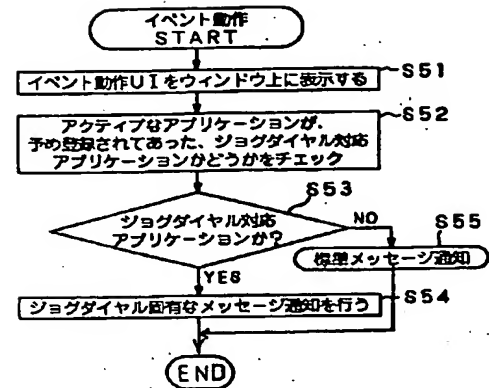 イベント動作
START
イベント動作UIをウィンドウ上に表示する
S51
アクティブなアプリケーションが、
予め登録されてあった、ジョグダイヤル対応
アプリケーションかどうかをチェック
S52
S53
ジョグダイヤル対応
アプリケーションか?
NO
S55
標準メッセージ通知
YES
S54
ジョグダイヤル固有なメッセージ通知を行う
END